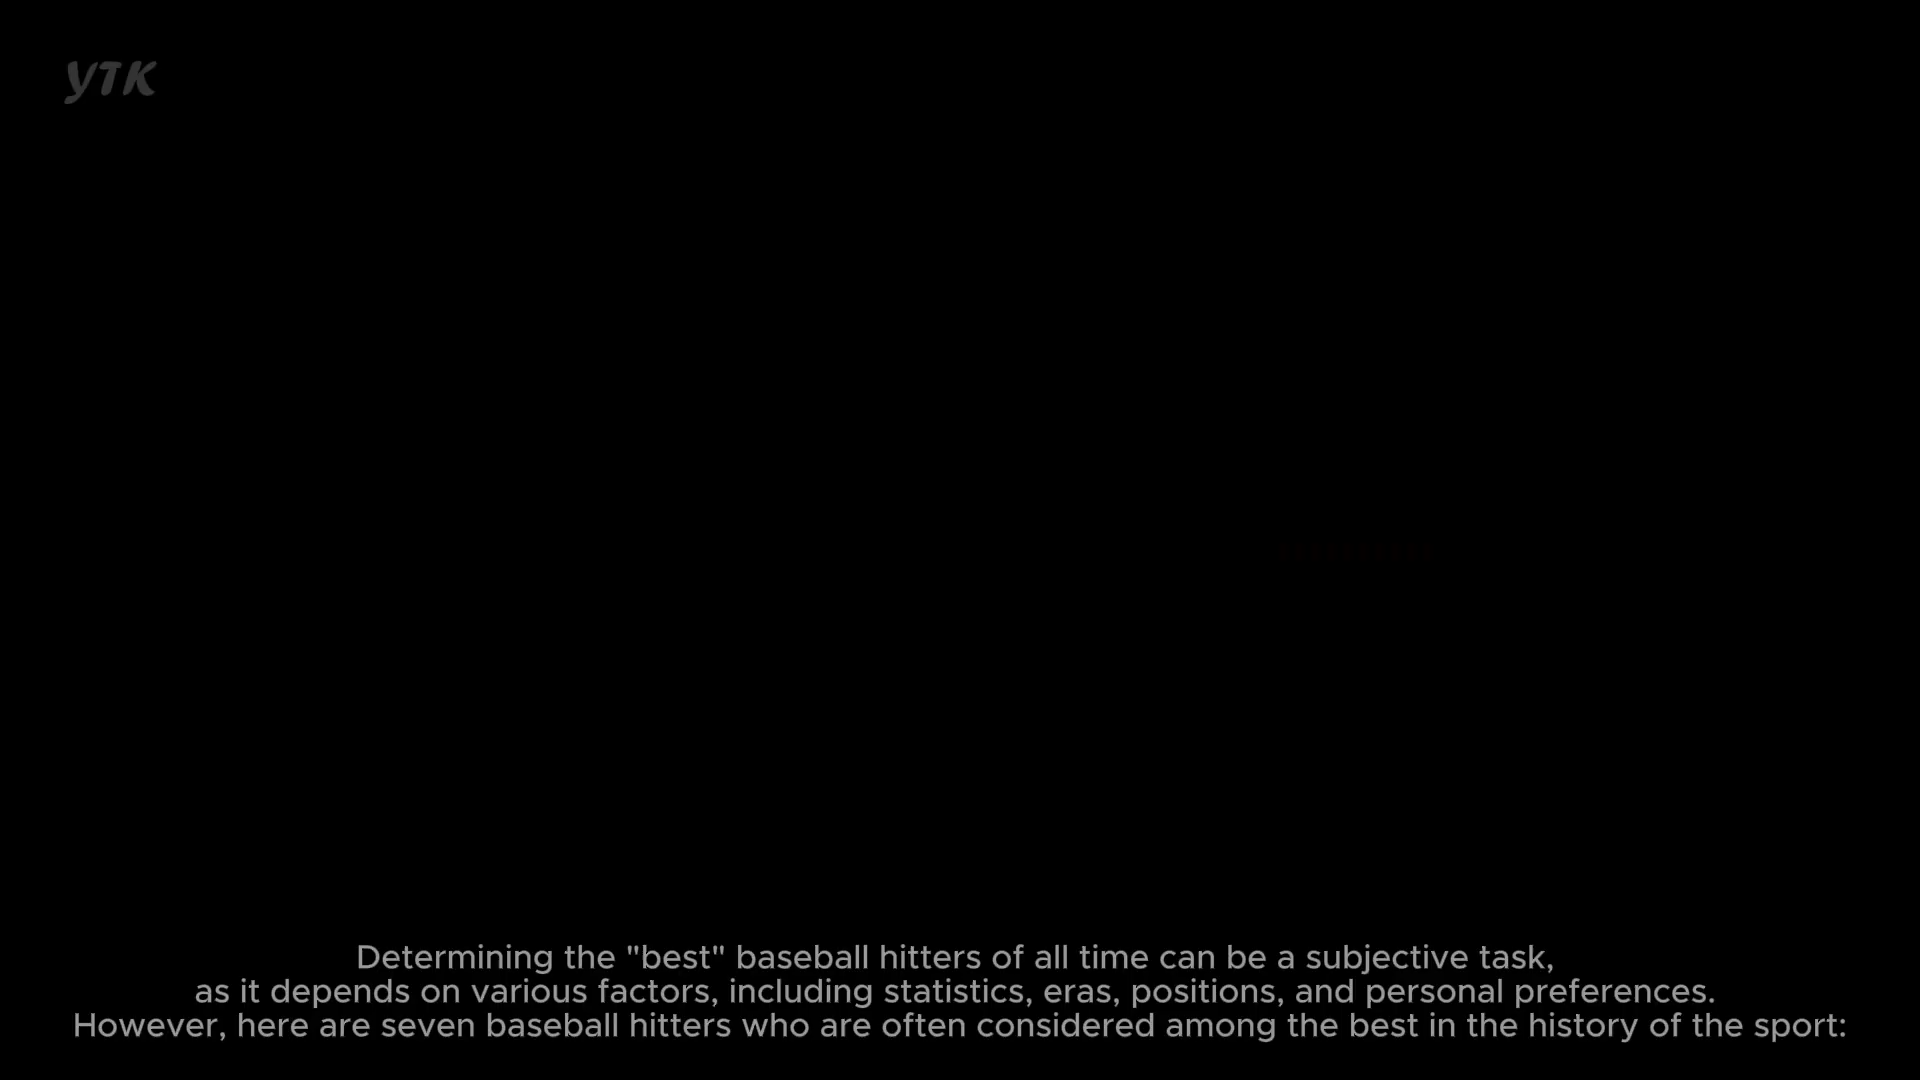 YTK
Determining the "best" baseball hitters of all time can be a subjective task,
as it depends on various factors, including statistics, eras, positions, and personal preferences.
However, here are seven baseball hitters who are often considered among the best in the history of the sport: